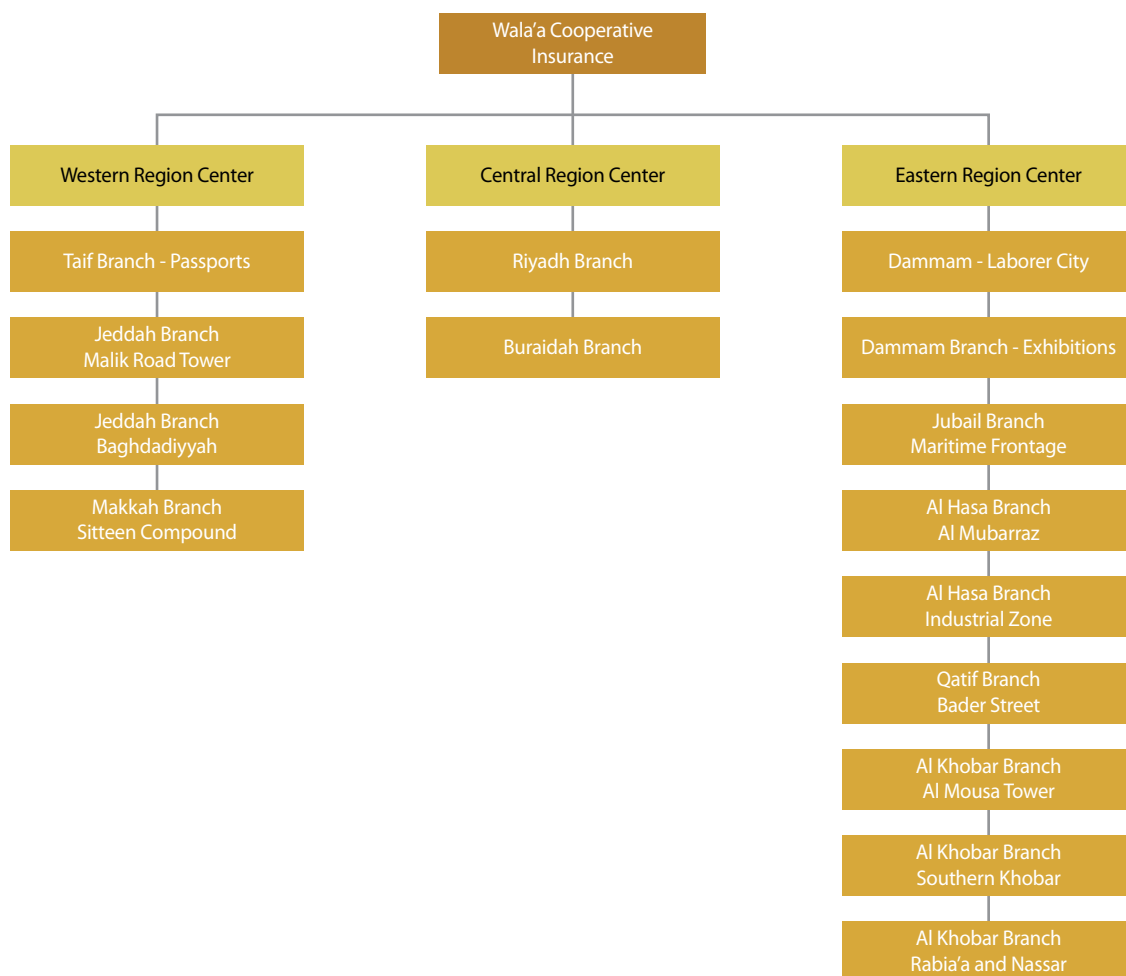 Wala’a Cooperative
Insurance
Western Region Center
Taif Branch - Passports
Jeddah Branch
Malik Road Tower
Jeddah Branch
Baghdadiyyah
Makkah Branch
Sitteen Compound
Central Region Center
Riyadh Branch
Buraidah Branch
Eastern Region Center
Dammam - Laborer City
Dammam Branch - Exhibitions
Jubail Branch
Maritime Frontage
Al Hasa Branch
Al Mubarraz
Al Hasa Branch
Industrial Zone
Qatif Branch
Bader Street
Al Khobar Branch
Al Mousa Tower
Al Khobar Branch
Southern Khobar
Al Khobar Branch
Rabia’a and Nassar